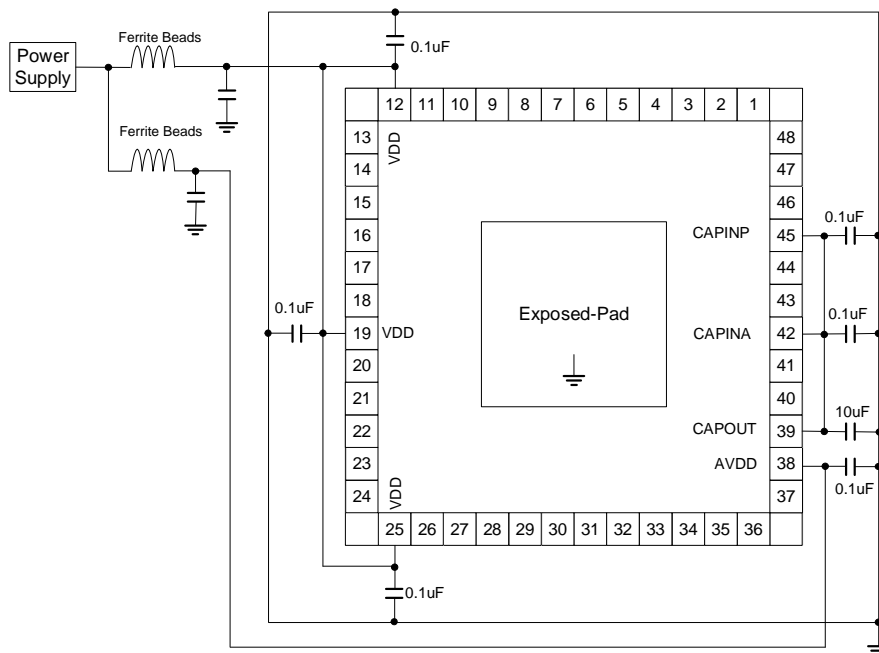 Ferrite Beads
0.1uF
Power
Supply
Ferrite Beads
12 11 10 9 8 7 6 5 4 3 2 1
VDD
13
14
15
16
17
18
19
20
21
22
23
24
0.1uF
VDD
VDD
Exposed-Pad
48
47
46
45
44
43
42
41
40
39
38
37
CAPINP
CAPINA
CAPOUT
AVDD
0.1uF
0.1uF
10uF
0.1uF
25 26 27 28 29 30 31 32 33 34 35 36
0.1uF